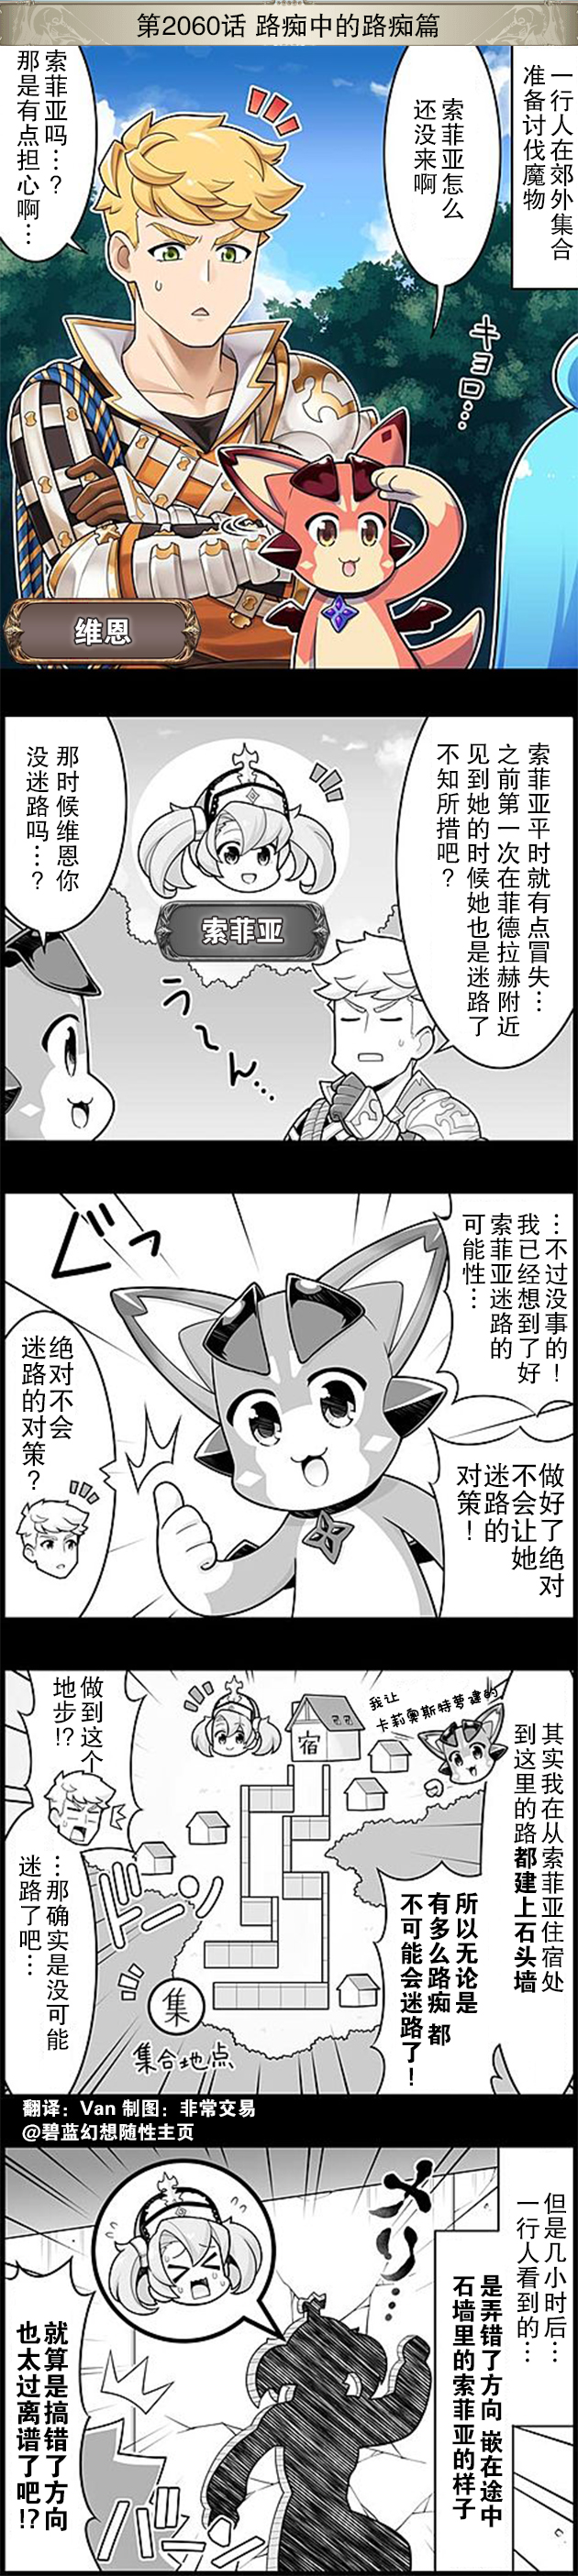 第2060话 路痴中的路痴篇
一行人在郊外集合
准备讨伐魔物
索菲亚怎么
还没来啊
索菲亚吗…?
那是有点担心啊…
キョロ…
维恩
索菲亚平时就有点冒失…
之前第一次在菲德拉赫附近
见到她的时候她也是迷路了
不知所措吧?
那时候维恩你
没迷路吗…?
索菲亚
う~ん…
…不过没事的!
我已经想到了好
索菲亚迷路的
可能性…
做好了绝对
不会让她
迷路的
对策!
ビシ
绝对不会
迷路的对策?
其实我在从索菲亚住宿处
到这里的路都建上石头墙
我让
卡莉奥斯特萝建的
宿
所以无论是
有多么路痴 都
不可能会迷路了!
做到这个
地步!?
…那确实是没可能
迷路了吧…
ドーン
集
集合地点
翻译：Van 制图：非常交易
@碧蓝幻想随性主页
但是几小时后…
一行人看到的…
是弄错了方向 嵌在途中
石墙里的索菲亚的样子
メリ…
就算是搞错了方向
也太过离谱了吧!?